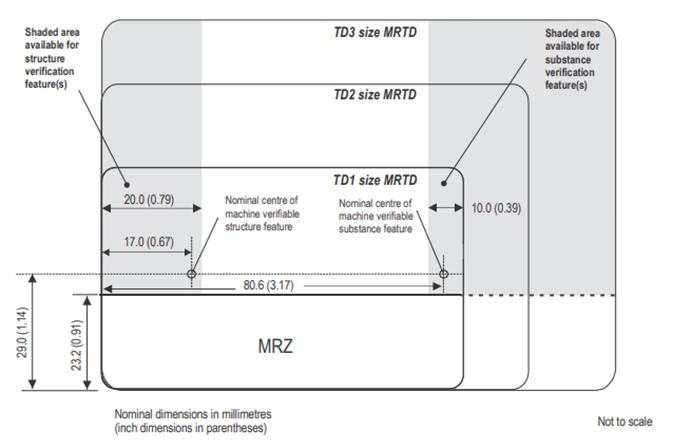 Shaded area
available for
structure
verification
feature(s)
TD3 size MRTD
Shaded area
available for
substance
verification
feature(s)
TD2 size MRTD
TD1 size MRTD
20.0 (0.79)
Nominal centre of
machine verifiable
structure feature
Nominal centre of
machine verifiable
substance feature
10.0 (0.39)
17.0 (0.67)
80.6 (3.17)
29.0 (1.14)
23.2 (0.91)
MRZ
Nominal dimensions in millimetres
(inch dimensions in parentheses)
Not to scale